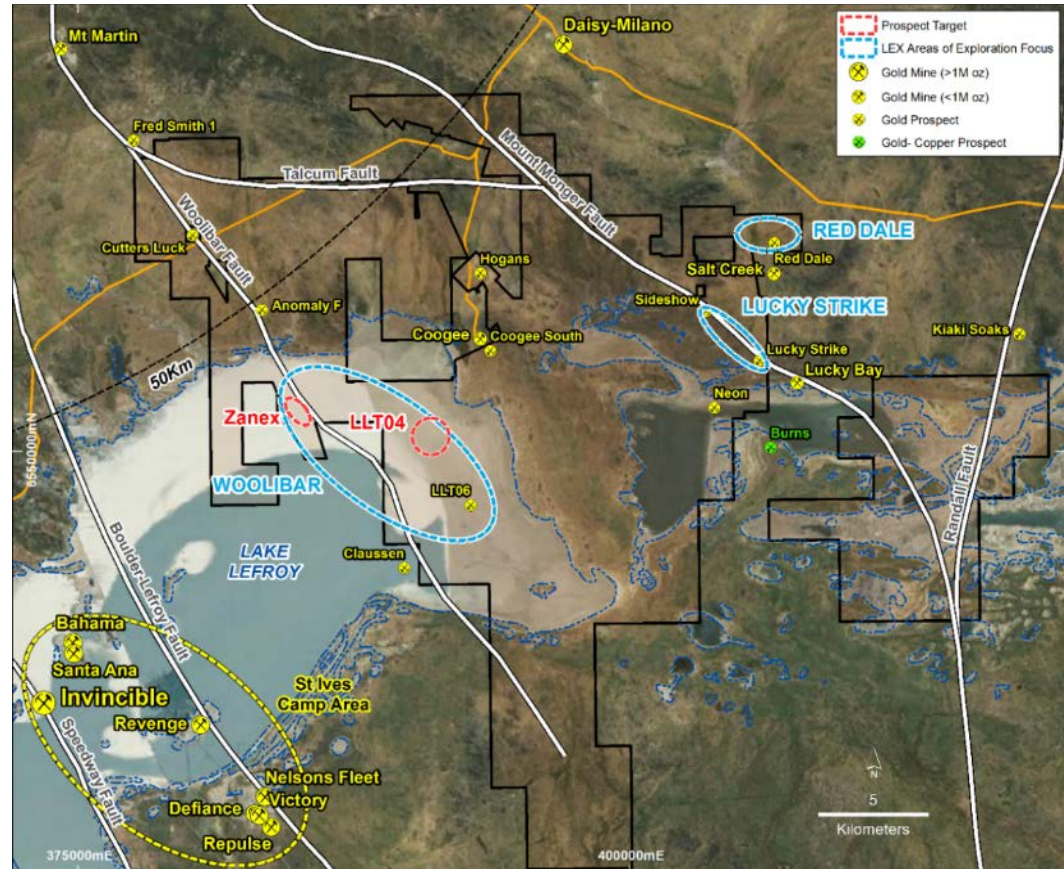 Daisy-Milano
Mt Martin
Prospect Target
LEX Areas of Exploration Focus
Gold Mine (>1M oz)
Gold Mine (<1M oz)
Gold Prospect
Gold- Copper Prospect
Fred Smith 1
Talcum Fault
Mount Monger Fault
Woolibar Fault
Cutters Luck
Hogans
RED DALE
Red Dale
Salt Creek
Sideshow
Anomaly F
LUCKY STRIKE
Coogee
Coogee South
Kiaki Soaks
Lucky Strike
Lucky Bay
50Km
Zanex
LLT04
Neon
Burns
6550000mN
WOOLIBAR
LLT06
Randall Fault
LAKE
LEFROY
Claussen
Boulder-Lefroy Fault
Bahama
Santa Ana
St Ives
Camp Area
Invincible
Revenge
Speedway Fault
Nelsons Fleet
Victory
Defiance
Repulse
N
5
Kilometers
375000mE
400000mE